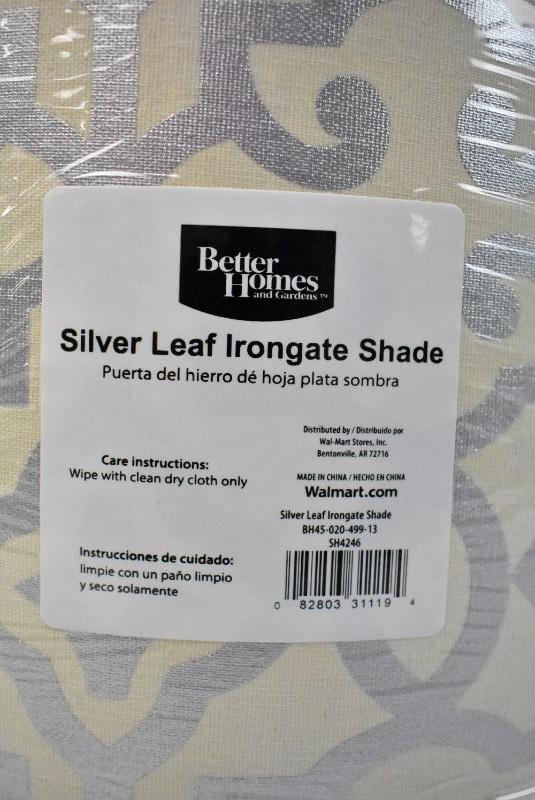 Better
Homes
and Gardens™
Silver Leaf Irongate Shade
Puerta del hierro dé hoja plata sombra
Distributed by / Distribuido por
Wal-Mart Stores, Inc.
Bentonville, AR 72716
Care instructions:
Wipe with clean dry cloth only
MADE IN CHINA / HECHO EN CHINA
Walmart.com
Silver Leaf Irongate Shade
BH45-020-499-13
SH4246
Instrucciones de cuidado:
limpie con un paño limpio
y seco solamente
0 82803 31119 4